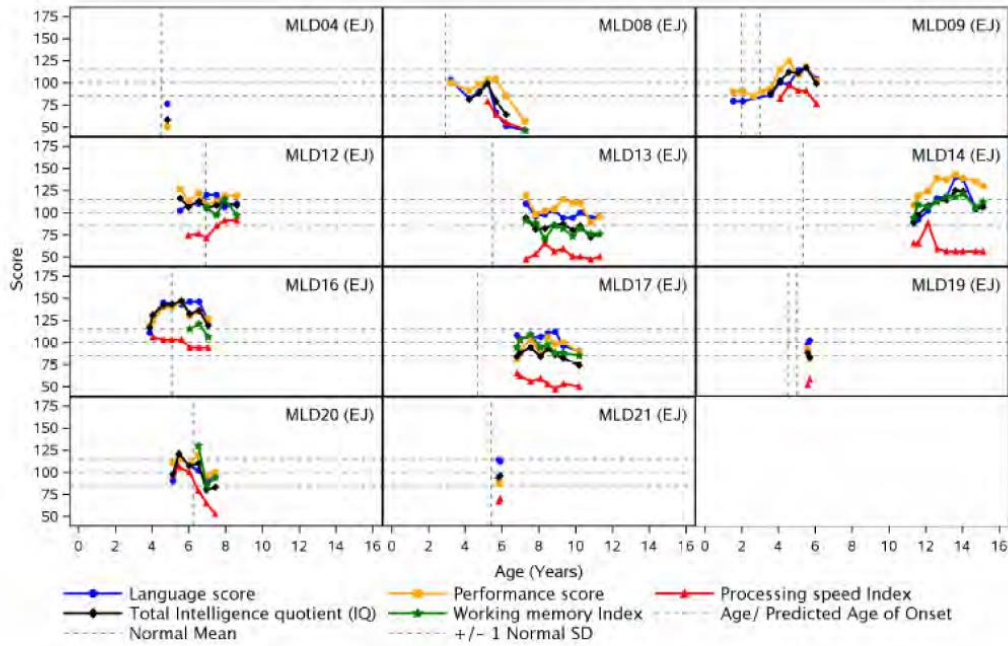 MLD04 (EJ) MLD08 (EJ) MLD09 (EJ)
175
150
125
100
75
50
MLD12 (EJ) MLD13 (EJ) MLD14 (EJ)
175
150
125
100
75
50
Score
MLD16 (EJ) MLD17 (EJ) MLD19 (EJ)
175
150
125
100
75
50
MLD20 (EJ) MLD21 (EJ)
175
150
125
100
75
50
0 2 4 6 8 10 12 14 16 0 2 4 6 8 10 12 14 16 0 2 4 6 8 10 12 14 16
Age (Years)
Language score Performance score Processing speed Index
Total Intelligence quotient (IQ) Working memory Index Age/ Predicted Age of Onset
Normal Mean +/- 1 Normal SD